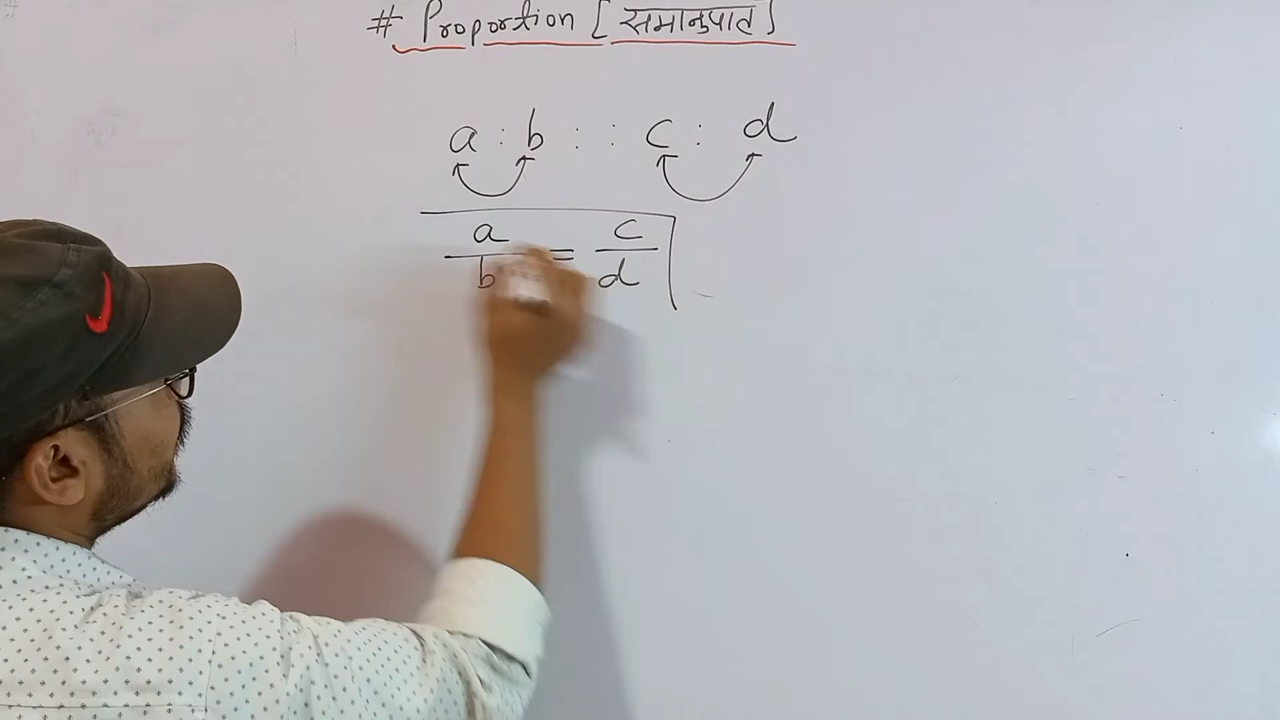 # Proportion [समानुपात]
a : b : : c : d
a/b = c/d